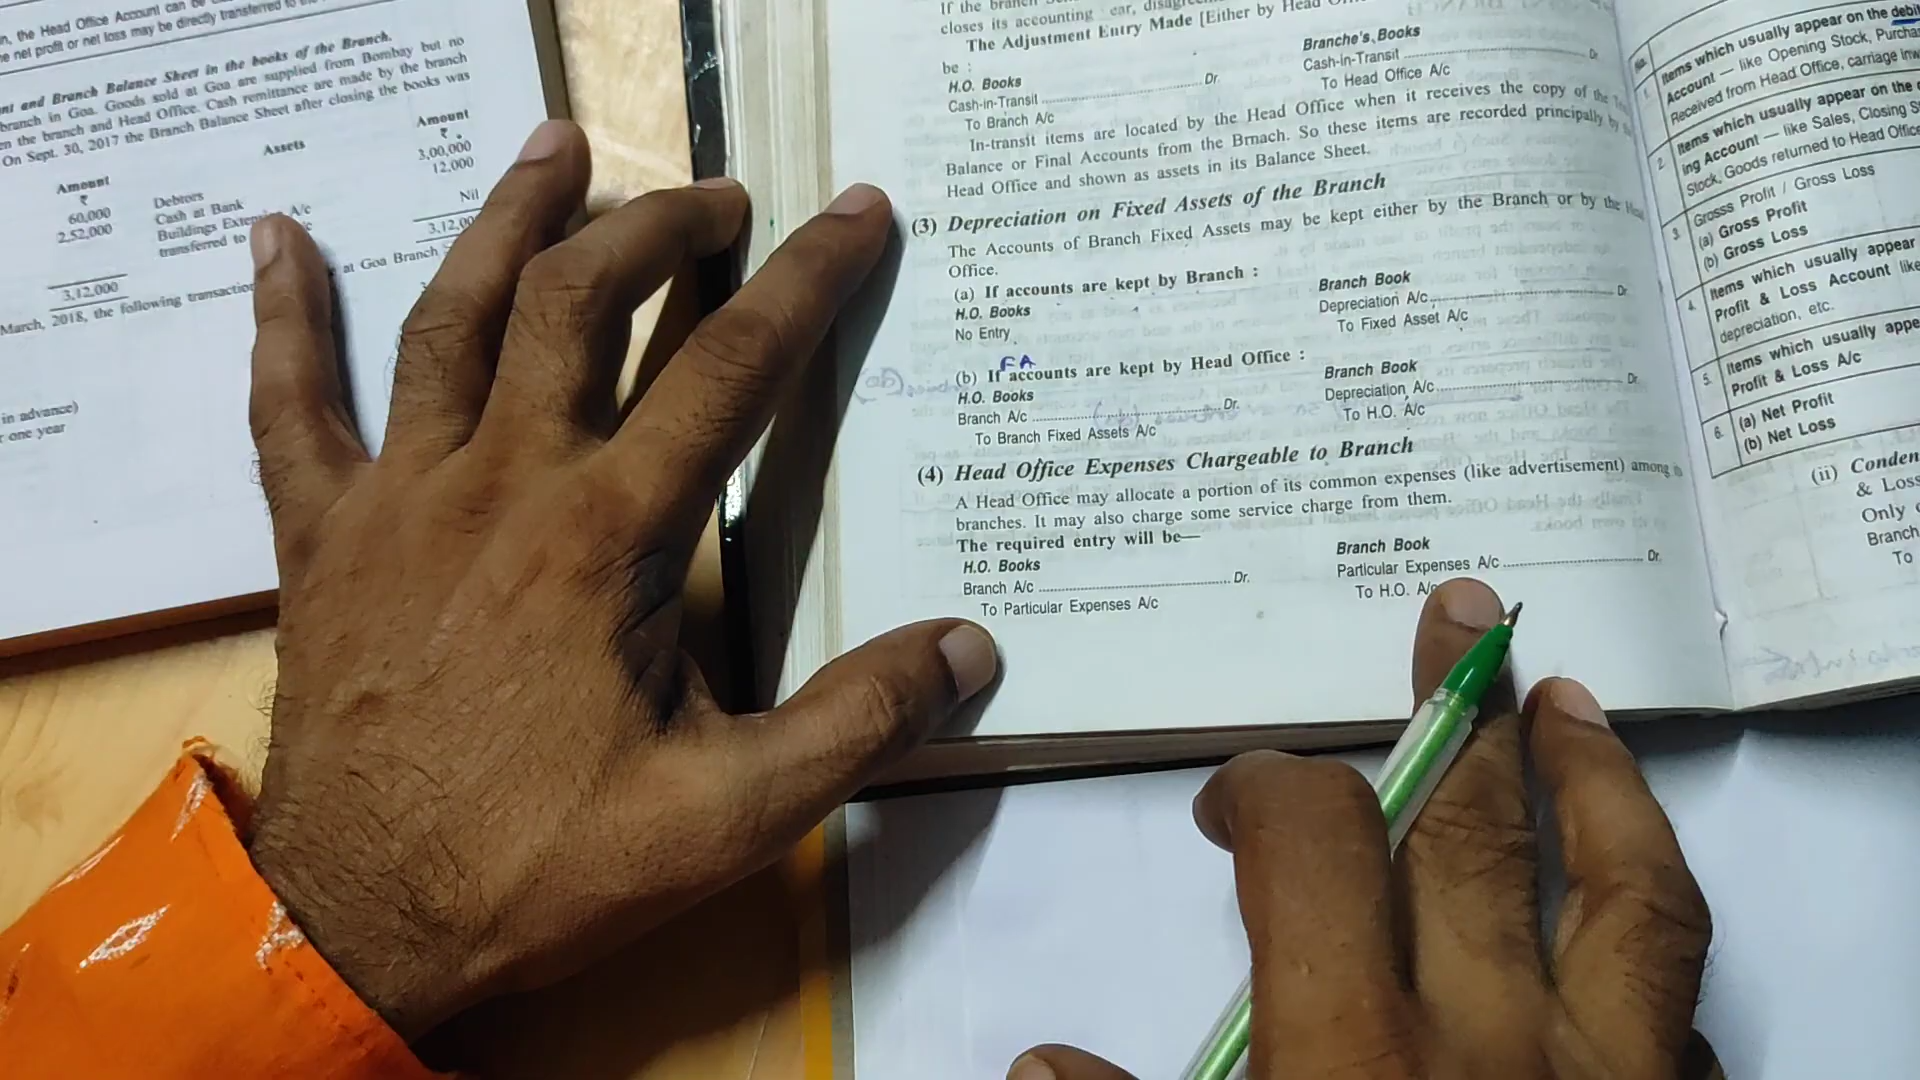 n, the Head Office Account can be
e net profit or net loss may be directly transferred to the
nt and Branch Balance Sheet in the books of the Branch.
branch in Goa. Goods sold at Goa are supplied from Bombay but no
en the branch and Head Office. Cash remittance are made by the branch
On Sept. 30, 2017 the Branch Balance Sheet after closing the books was
Amount Assets Amount
₹ ₹
60,000 Debtors 3,00,000
2,52,000 Cash at Bank 12,000
Buildings A/c
transferred to Nil
3,12,000 3,12,00
March, 2018, the following transaction at Goa Branch
in advance)
r one year
If the branch
closes its accounting ear,
The Adjustment Entry Made [Either by Head
be :
H.O. Books Branche's Books
Cash-in-Transit ........ Dr. Cash-in-Transit ........ Dr.
To Branch A/c To Head Office A/c
In-transit items are located by the Head Office when it receives the copy of the
Balance or Final Accounts from the Brnach. So these items are recorded principally by
Head Office and shown as assets in its Balance Sheet.
(3) Depreciation on Fixed Assets of the Branch
The Accounts of Branch Fixed Assets may be kept either by the Branch or by the Head
Office.
(a) If accounts are kept by Branch :
H.O. Books Branch Book
No Entry Depreciation A/c ........ Dr.
To Fixed Asset A/c
FA
(b) If accounts are kept by Head Office :
H.O. Books Branch Book
Branch A/c ........ Dr. Depreciation A/c ........ Dr.
To Branch Fixed Assets A/c To H.O. A/c
(4) Head Office Expenses Chargeable to Branch
A Head Office may allocate a portion of its common expenses (like advertisement) among
branches. It may also charge some service charge from them.
The required entry will be—
H.O. Books Branch Book
Branch A/c ........ Dr. Particular Expenses A/c ........ Dr.
To Particular Expenses A/c To H.O. A/c
1. Items which usually appear on the debit
Account — like Opening Stock, Purcha
Received from Head Office, carriage inw
2. Items which usually appear on the
ing Account — like Sales, Closing S
Stock, Goods returned to Head Office
3. Grosss Profit / Gross Loss
(a) Gross Profit
(b) Gross Loss
4. Items which usually appear
Profit & Loss Account like
depreciation, etc.
5. Items which usually appe
Profit & Loss A/c
6. (a) Net Profit
(b) Net Loss
(ii) Conden
& Loss
Only
Branch
To